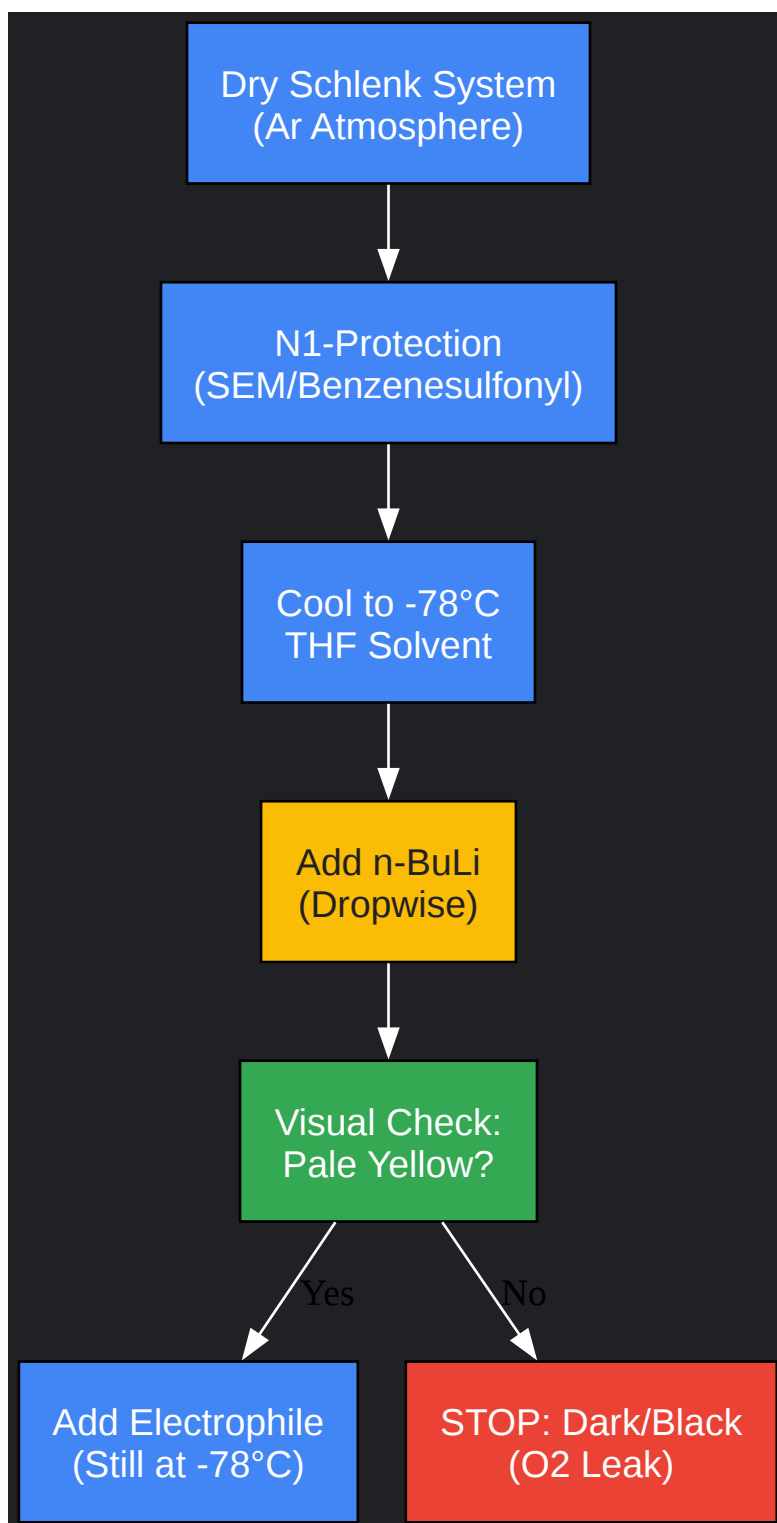 Dry Schlenk System
(Ar Atmosphere)
N1-Protection
(SEM/Benzenesulfonyl)
Cool to -78°C
THF Solvent
Add n-BuLi
(Dropwise)
Visual Check:
Pale Yellow?
Yes
No
Add Electrophile
(Still at -78°C)
STOP: Dark/Black
(O2 Leak)